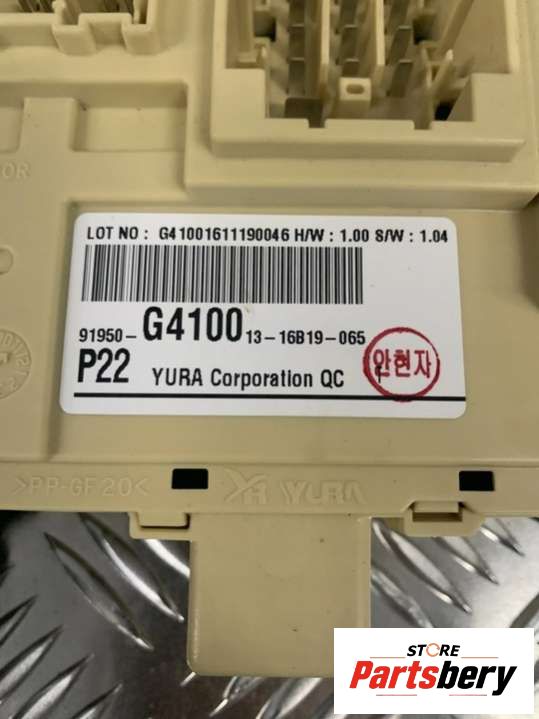 OR
LOT NO : G41001611190046 H/W : 1.00 S/W : 1.04
91950-G4100 13-16B19-065
P22 YURA Corporation QC
안현자
>PP-GF20< YURA
STORE
Partsbery